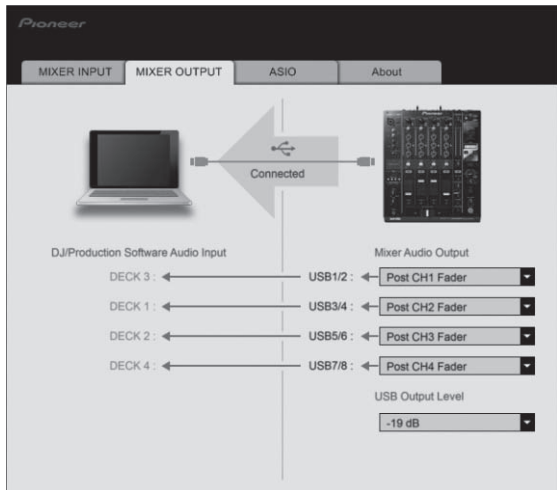 Pioneer
MIXER INPUT MIXER OUTPUT ASIO About
Connected
DJ/Production Software Audio Input Mixer Audio Output
DECK 3 : USB1/2 : Post CH1 Fader
DECK 1 : USB3/4 : Post CH2 Fader
DECK 2 : USB5/6 : Post CH3 Fader
DECK 4 : USB7/8 : Post CH4 Fader
USB Output Level
-19 dB